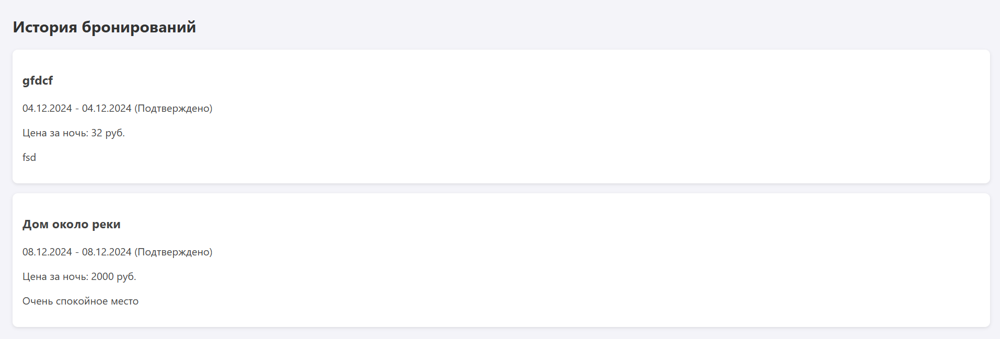 История бронирований
gfdcf
04.12.2024 - 04.12.2024 (Подтверждено)
Цена за ночь: 32 руб.
fsd
Дом около реки
08.12.2024 - 08.12.2024 (Подтверждено)
Цена за ночь: 2000 руб.
Очень спокойное место